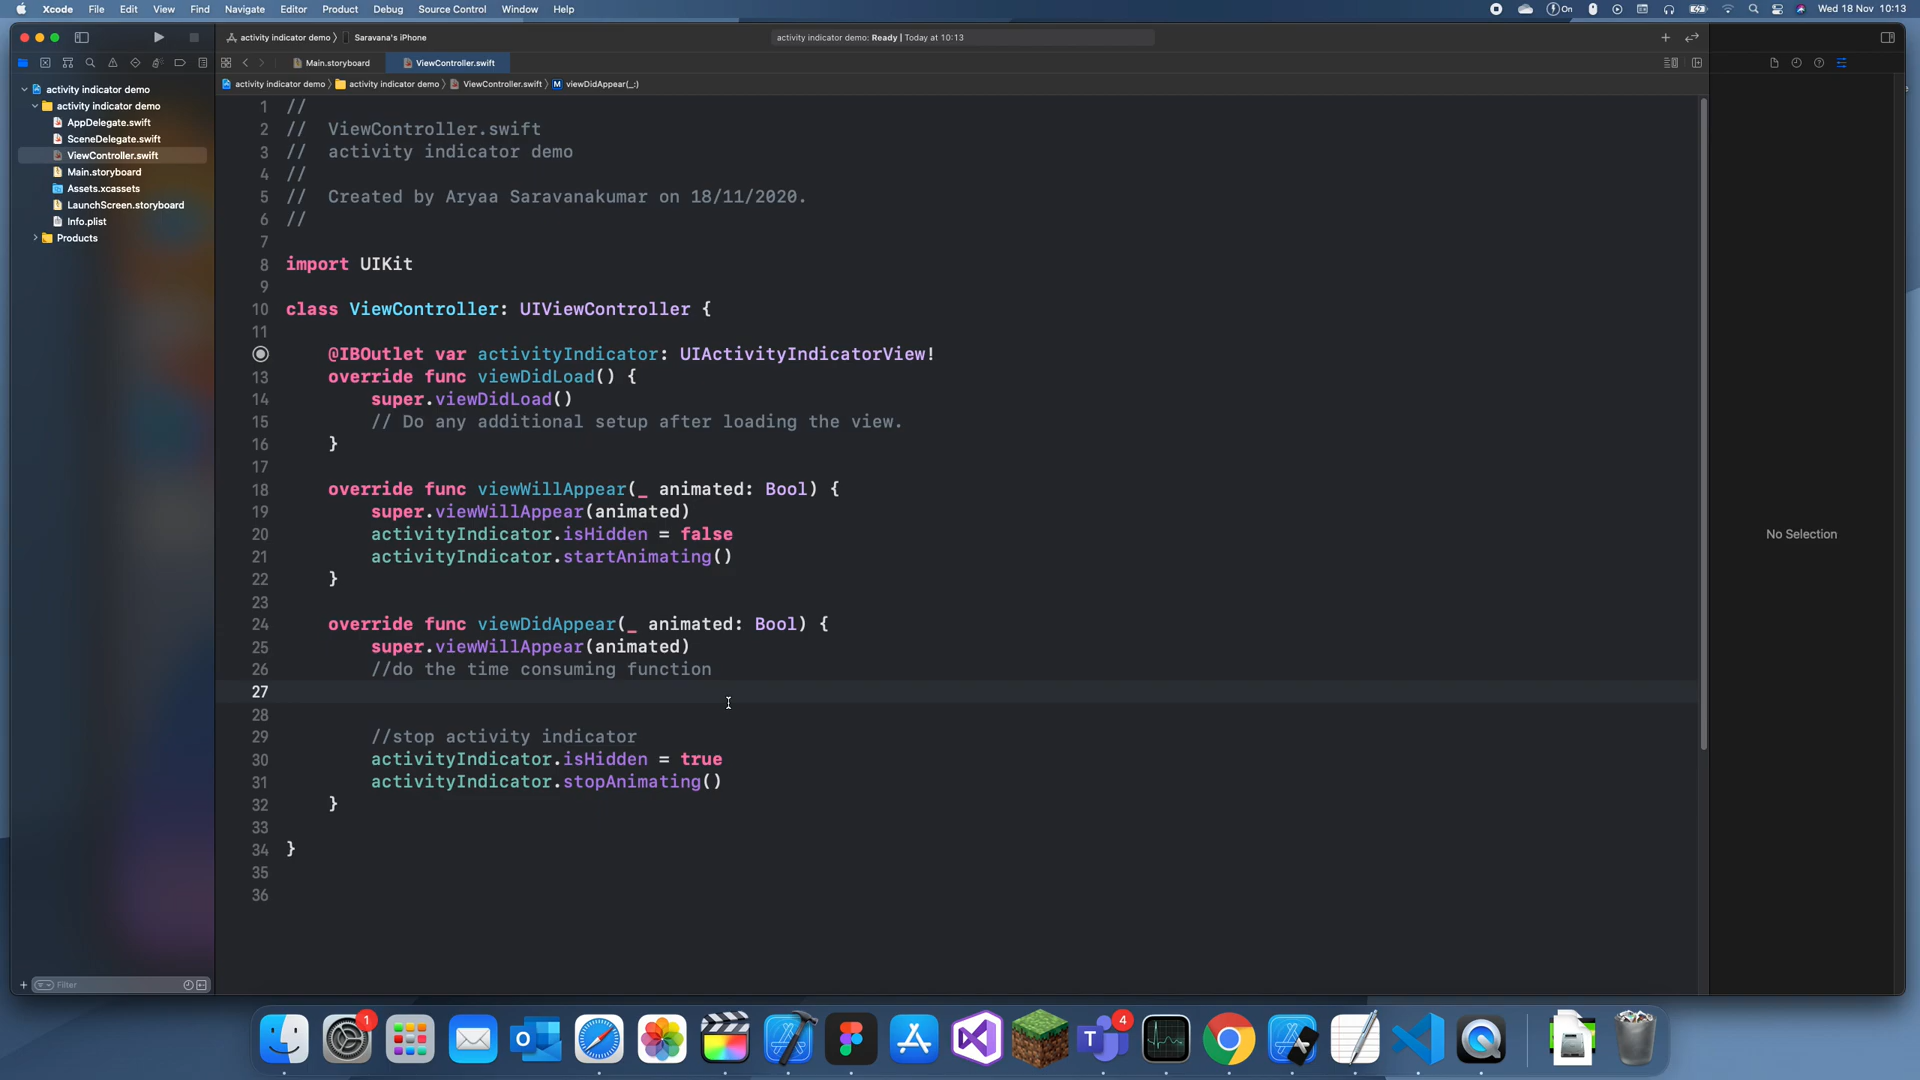 Xcode File Edit View Find Navigate Editor Product Debug Source Control Window Help On Wed 18 Nov 10:13
activity indicator demo Saravana's iPhone activity indicator demo: Ready | Today at 10:13
Main.storyboard ViewController.swift
activity indicator demo activity indicator demo ViewController.swift M viewDidAppear(_:)
activity indicator demo
activity indicator demo
AppDelegate.swift
SceneDelegate.swift
ViewController.swift
Main.storyboard
Assets.xcassets
LaunchScreen.storyboard
Info.plist
Products
1 //
2 // ViewController.swift
3 // activity indicator demo
4 //
5 // Created by Aryaa Saravanakumar on 18/11/2020.
6 //
7
8 import UIKit
9
10 class ViewController: UIViewController {
11
@IBOutlet var activityIndicator: UIActivityIndicatorView!
13 override func viewDidLoad() {
14 super.viewDidLoad()
15 // Do any additional setup after loading the view.
16 }
17
18 override func viewWillAppear(_ animated: Bool) {
19 super.viewWillAppear(animated)
20 activityIndicator.isHidden = false
21 activityIndicator.startAnimating()
22 }
23
24 override func viewDidAppear(_ animated: Bool) {
25 super.viewWillAppear(animated)
26 //do the time consuming function
27
28
29 //stop activity indicator
30 activityIndicator.isHidden = true
31 activityIndicator.stopAnimating()
32 }
33
34 }
35
36
No Selection
Filter
1
4